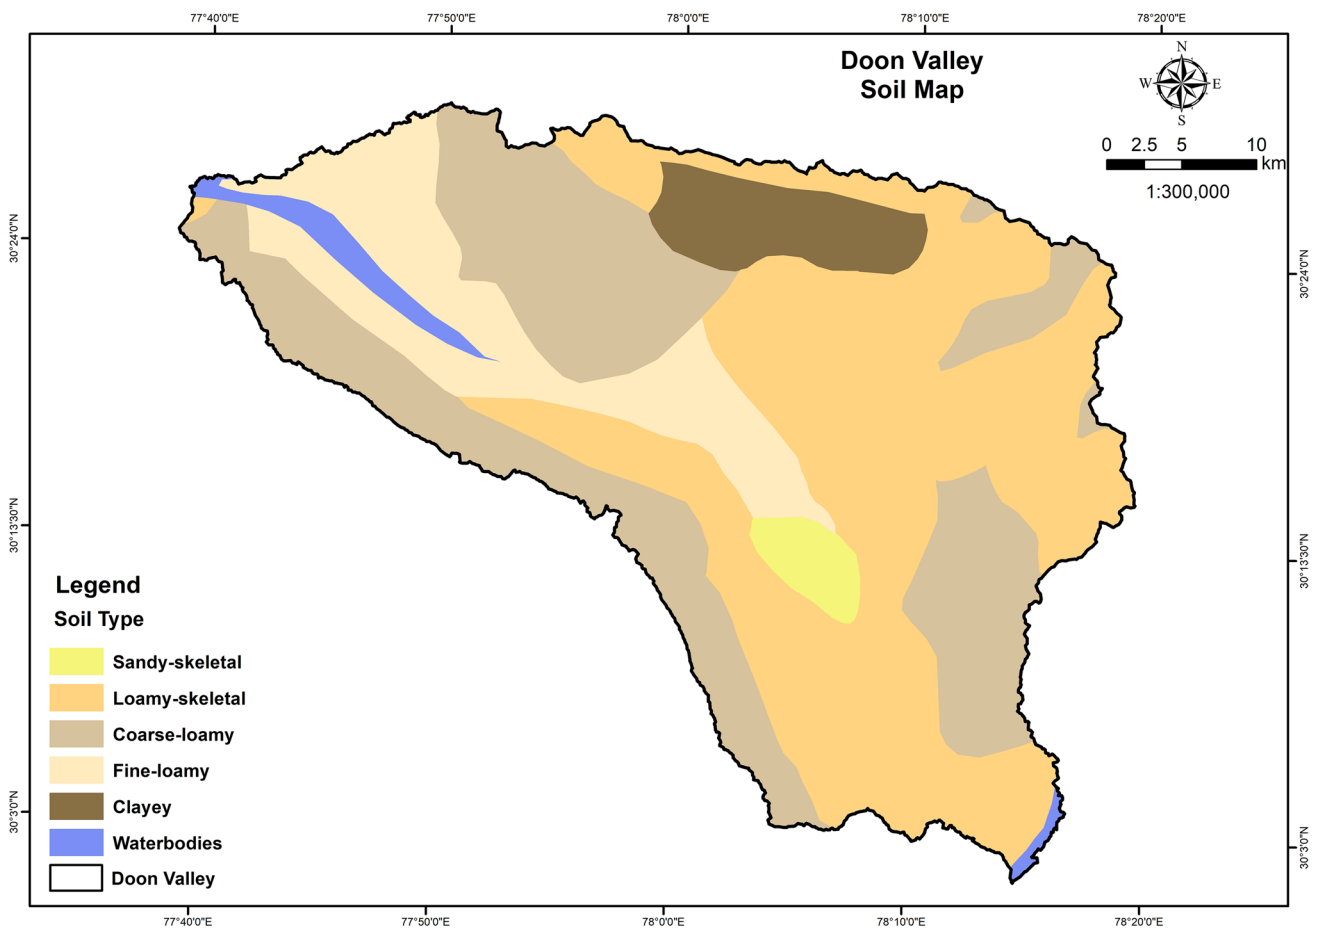 77°40'0"E
77°50'0"E
78°0'0"E
78°10'0"E
78°20'0"E
Doon Valley
Soil Map
N
W
E
S
0 2.5 5 10
km
1:300,000
30°24'0"N
30°24'0"N
30°13'30"N
30°13'30"N
30°3'0"N
30°3'0"N
Legend
Soil Type
Sandy-skeletal
Loamy-skeletal
Coarse-loamy
Fine-loamy
Clayey
Waterbodies
Doon Valley
77°40'0"E
77°50'0"E
78°0'0"E
78°10'0"E
78°20'0"E